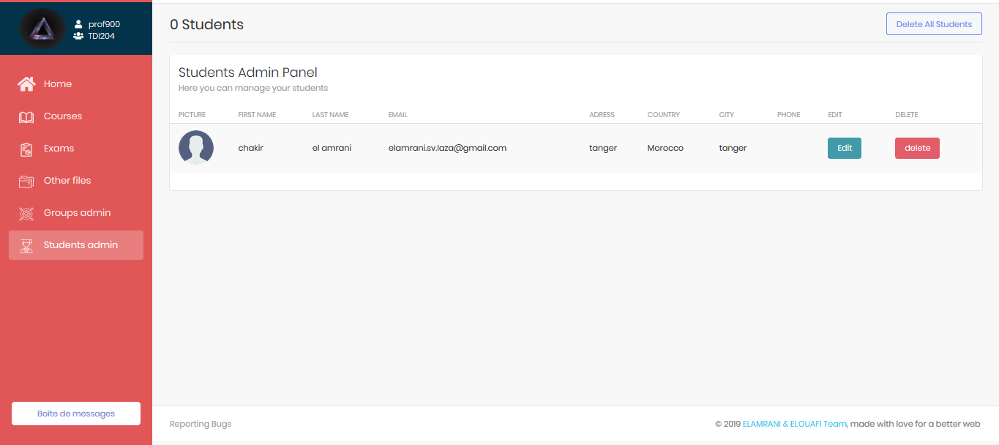 prof900
TDI204
Home
Courses
Exams
Other files
Groups admin
Students admin
Boîte de messages
0 Students
Delete All Students
Students Admin Panel
Here you can manage your students
PICTURE FIRST NAME LAST NAME EMAIL ADRESS COUNTRY CITY PHONE EDIT DELETE
chakir el amrani elamrani.sv.laza@gmail.com tanger Morocco tanger Edit delete
Reporting Bugs
© 2019 ELAMRANI & ELOUAFI Team, made with love for a better web